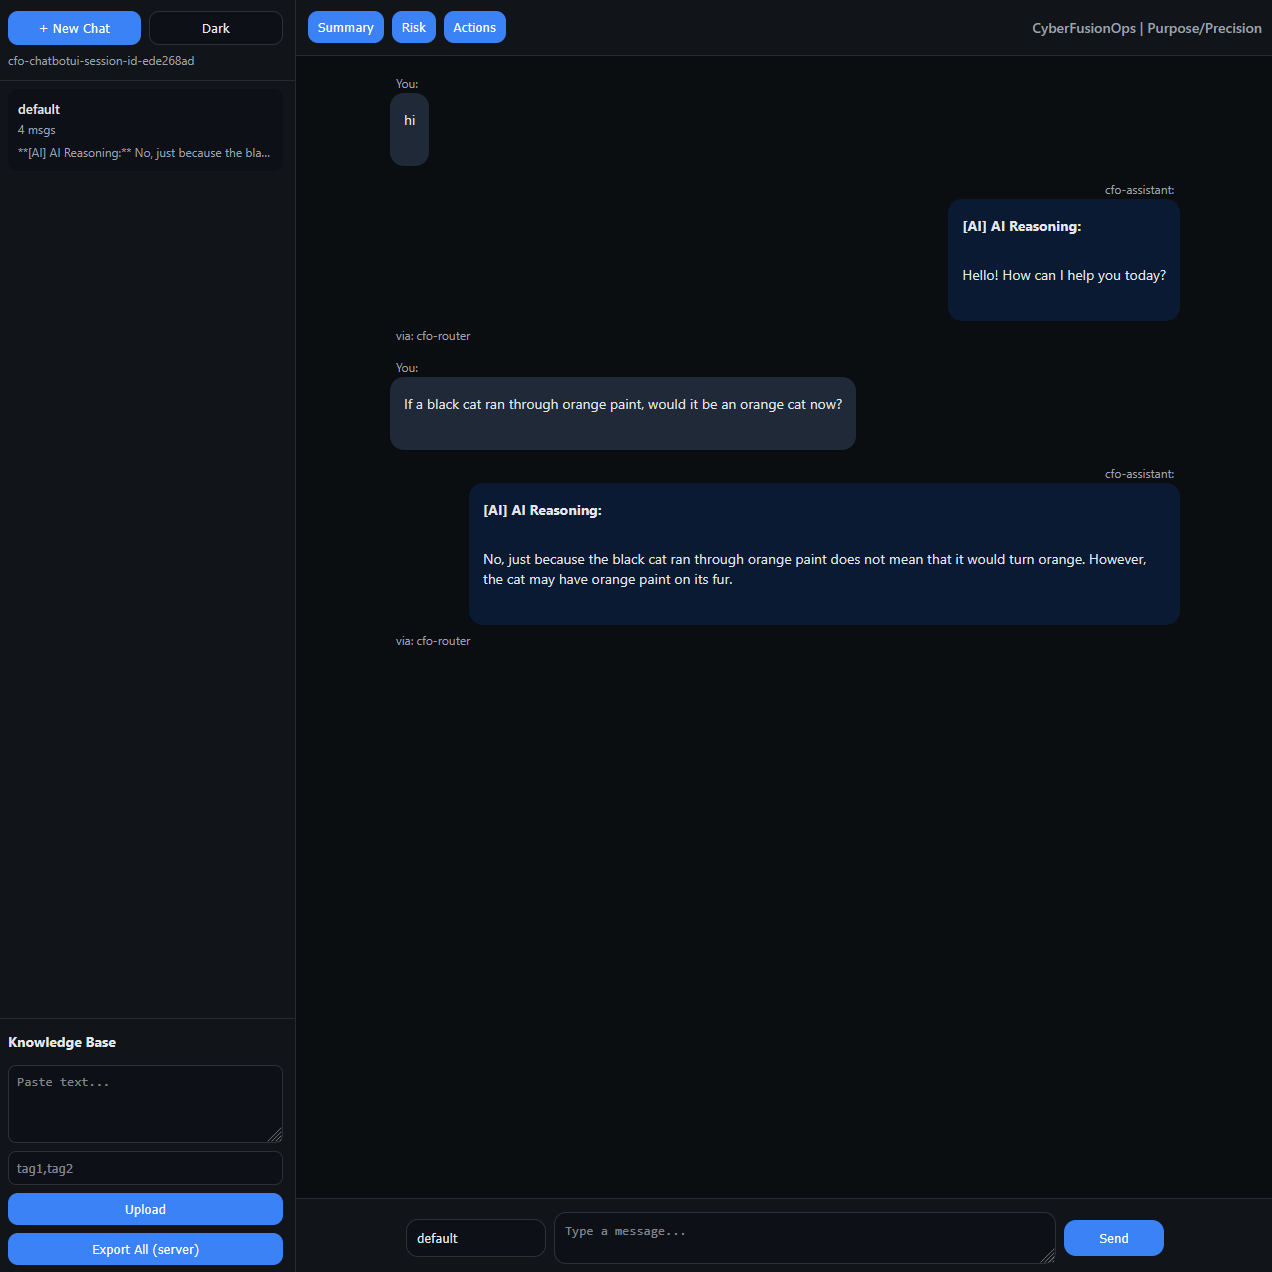 + New Chat
Dark
cfo-chatbotui-session-id-ede268ad
default
4 msgs
**[AI] AI Reasoning:** No, just because the bla...
Knowledge Base
Paste text...
tag1,tag2
Upload
Export All (server)
Summary
Risk
Actions
CyberFusionOps | Purpose/Precision
You:
hi
cfo-assistant:
[AI] AI Reasoning:
Hello! How can I help you today?
via: cfo-router
You:
If a black cat ran through orange paint, would it be an orange cat now?
cfo-assistant:
[AI] AI Reasoning:
No, just because the black cat ran through orange paint does not mean that it would turn orange. However,
the cat may have orange paint on its fur.
via: cfo-router
default
Type a message...
Send